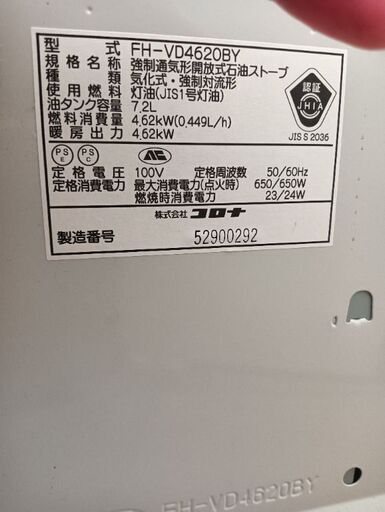 型式 FH-VD4620BY
規格名称 強制通気形開放式石油ストーブ
種類 気化式・強制対流形
使用燃料 灯油(JIS1号灯油)
油タンク容量 7.2L
燃料消費量 4.62kW(0.449L/h)
暖房出力 4.62kW
認証
JHIA
JIS S 2036
PS E
PS C
定格電圧 100V 定格周波数 50/60Hz
定格消費電力 最大消費電力(点火時) 650/650W
燃焼時消費電力 23/24W
株式会社 コロナ
製造番号 52900292
FH-VD4620BY